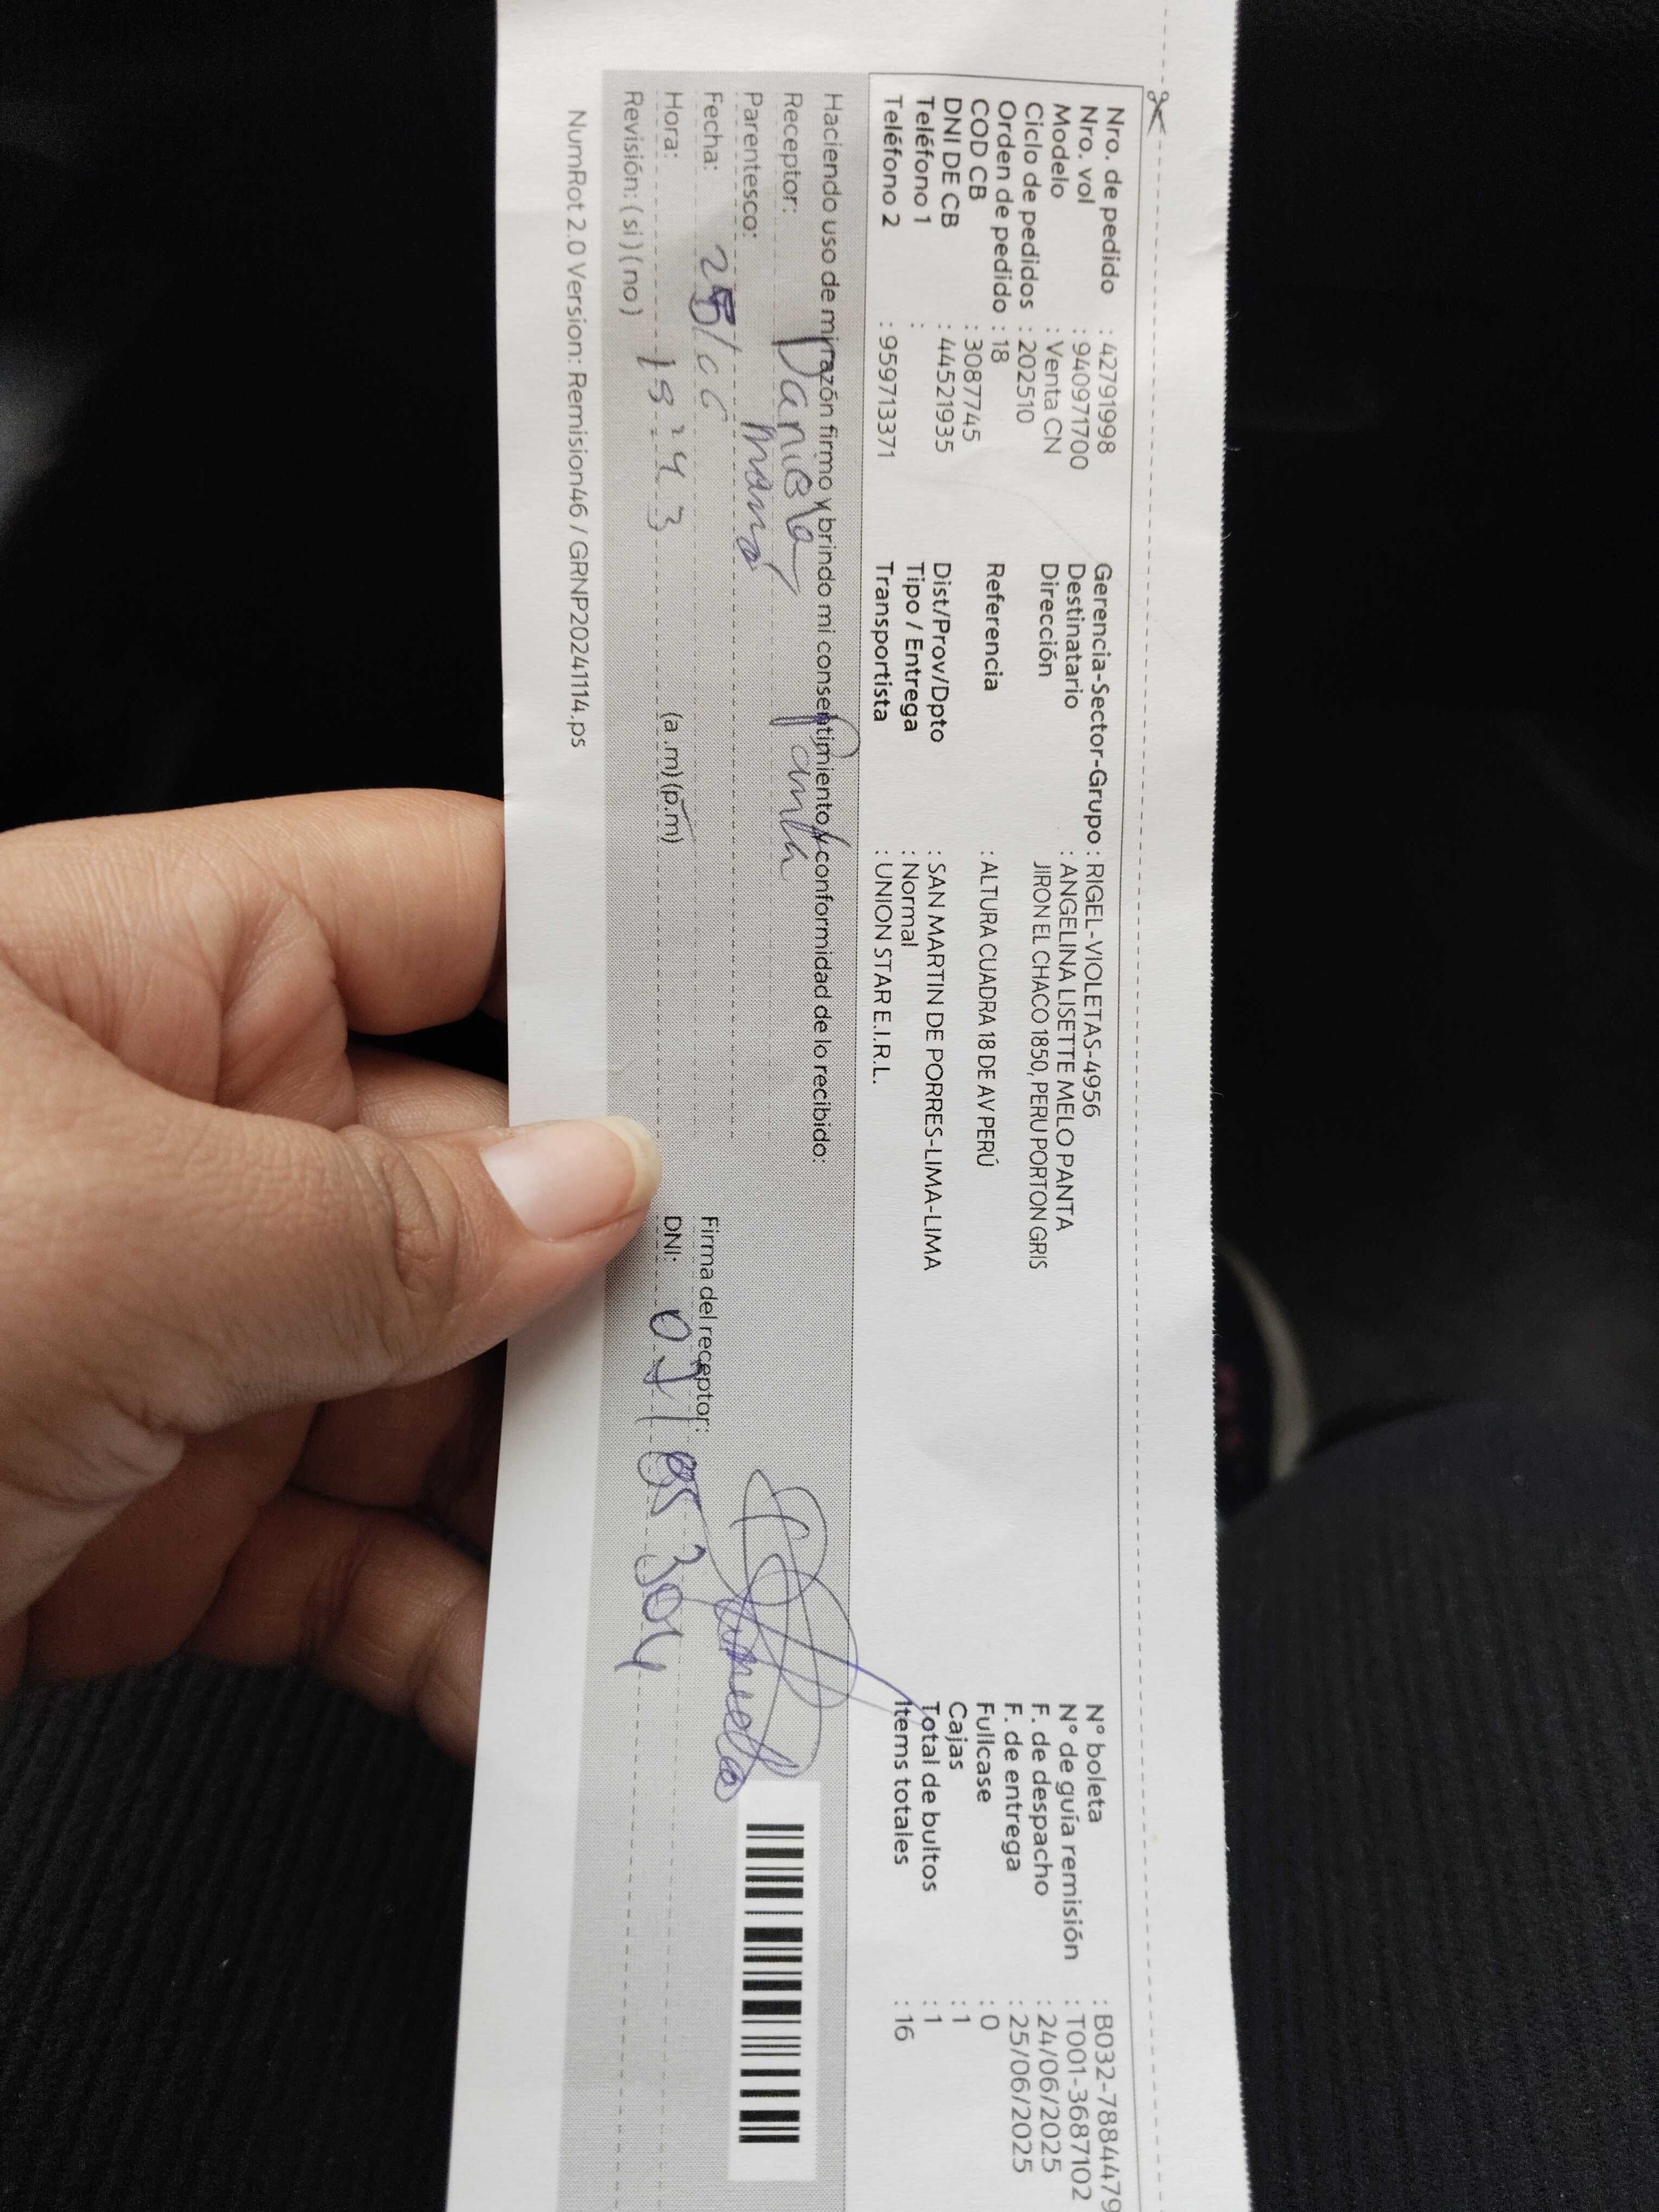 Nro. de pedido : 42791998
Nro. vol : 940971700
Modelo : Venta CN
Ciclo de pedidos : 202510
Orden de pedido : 18
COD CB : 3087745
DNI DE CB : 44521935
Teléfono 1 :
Teléfono 2 : 959713371
Gerencia-Sector-Grupo : RIGEL-VIOLETAS-4956
Destinatario : ANGELINA LISETTE MELO PANTA
Dirección JIRON EL CHACO 1850, PERU PORTON GRIS
Referencia : ALTURA CUADRA 18 DE AV PERÚ
Dist/Prov/Dpto : SAN MARTIN DE PORRES-LIMA-LIMA
Tipo / Entrega : Normal
Transportista : UNION STAR E.I.R.L.
N° boleta : B032-7884479
N° de guía remisión : T001-3687102
F. de despacho : 24/06/2025
F. de entrega : 25/06/2025
Fullcase : 0
Cajas : 1
Total de bultos : 1
Items totales : 16
Haciendo uso de mi razón firmo y brindo mi consentimiento y conformidad de lo recibido:
Receptor: Daniela Panta
Parentesco: mama
Fecha: 25/06
Hora: (a.m) (p.m)
Revisión: ( si ) ( no )
Firma del receptor:
DNI:
NumRot 2.0 Version: Remision46 / GRNP20241114.ps